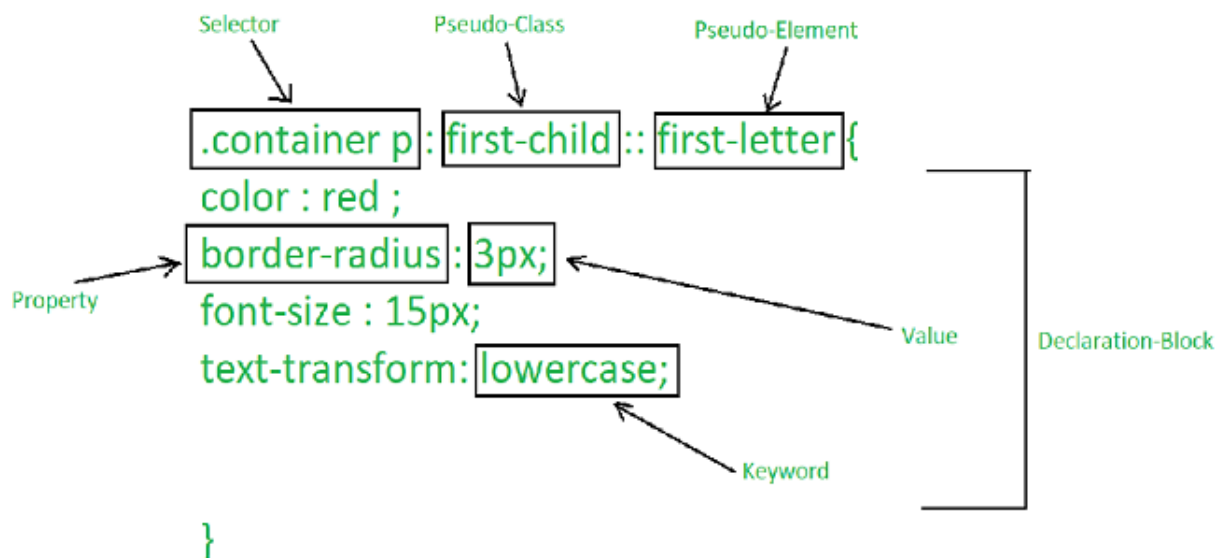 Selector Pseudo-Class Pseudo-Element
.container p : first-child :: first-letter {
color : red ;
border-radius : 3px;
Property
font-size : 15px;
Value
Declaration-Block
text-transform: lowercase;
Keyword
}